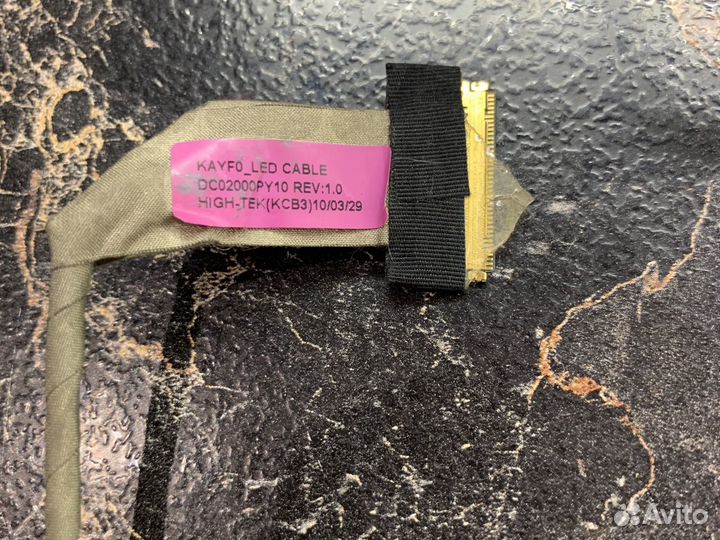 KAYF0_LED CABLE
DC02000PY10 REV:1.0
HIGH-TEK(KCB3)10/03/29
Avito